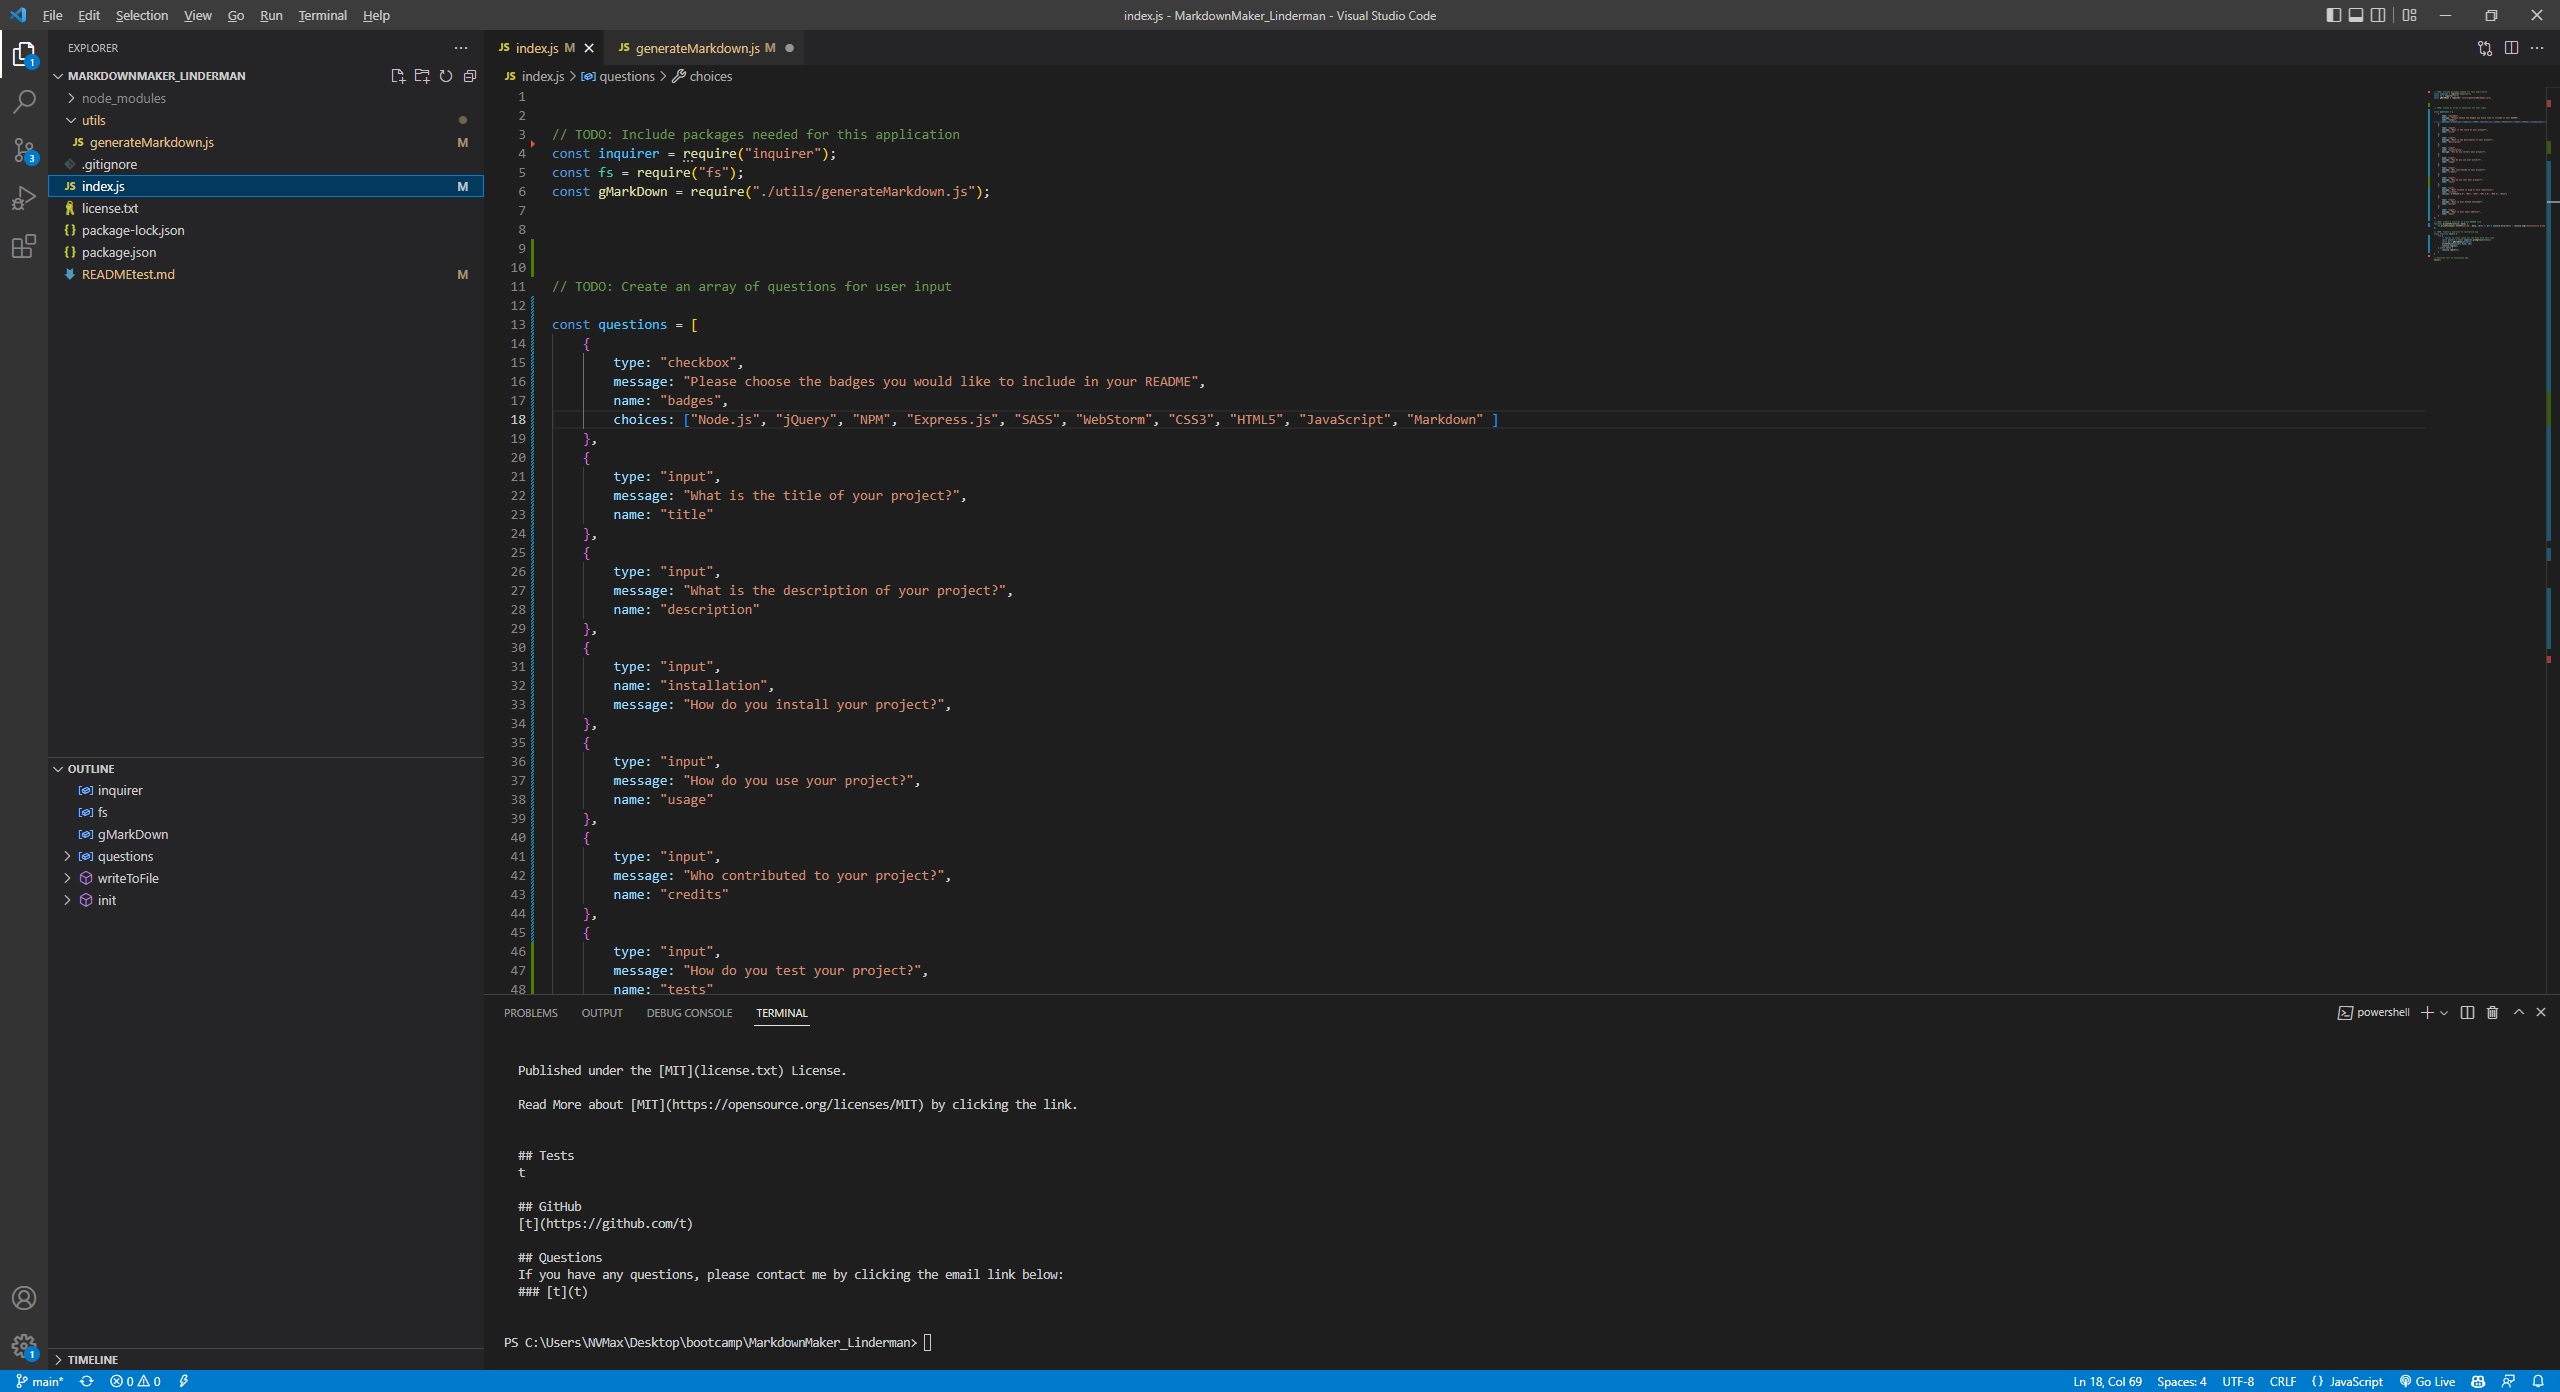 File Edit Selection View Go Run Terminal Help
index.js - MarkdownMaker_Linderman - Visual Studio Code
EXPLORER
MARKDOWNMAKER_LINDERMAN
node_modules
utils
JS generateMarkdown.js M
.gitignore
JS index.js M
license.txt
{} package-lock.json
{} package.json
READMEtest.md M
OUTLINE
inquirer
fs
gMarkDown
questions
writeToFile
init
TIMELINE
JS index.js M
JS generateMarkdown.js M
JS index.js > questions > choices
1
2
3 // TODO: Include packages needed for this application
4 const inquirer = require("inquirer");
5 const fs = require("fs");
6 const gMarkDown = require("./utils/generateMarkdown.js");
7
8
9
10
11 // TODO: Create an array of questions for user input
12
13 const questions = [
14 {
15 type: "checkbox",
16 message: "Please choose the badges you would like to include in your README",
17 name: "badges",
18 choices: ["Node.js", "jQuery", "NPM", "Express.js", "SASS", "WebStorm", "CSS3", "HTML5", "JavaScript", "Markdown" ]
19 },
20 {
21 type: "input",
22 message: "What is the title of your project?",
23 name: "title"
24 },
25 {
26 type: "input",
27 message: "What is the description of your project?",
28 name: "description"
29 },
30 {
31 type: "input",
32 name: "installation",
33 message: "How do you install your project?",
34 },
35 {
36 type: "input",
37 message: "How do you use your project?",
38 name: "usage"
39 },
40 {
41 type: "input",
42 message: "Who contributed to your project?",
43 name: "credits"
44 },
45 {
46 type: "input",
47 message: "How do you test your project?",
48 name: "tests"
PROBLEMS OUTPUT DEBUG CONSOLE TERMINAL
powershell
Published under the [MIT](license.txt) License.
Read More about [MIT](https://opensource.org/licenses/MIT) by clicking the link.
## Tests
t
## GitHub
[t](https://github.com/t)
## Questions
If you have any questions, please contact me by clicking the email link below:
### [t](t)
PS C:\Users\NVMax\Desktop\bootcamp\MarkdownMaker_Linderman>
main* 0 0
Ln 18, Col 69 Spaces: 4 UTF-8 CRLF {} JavaScript Go Live